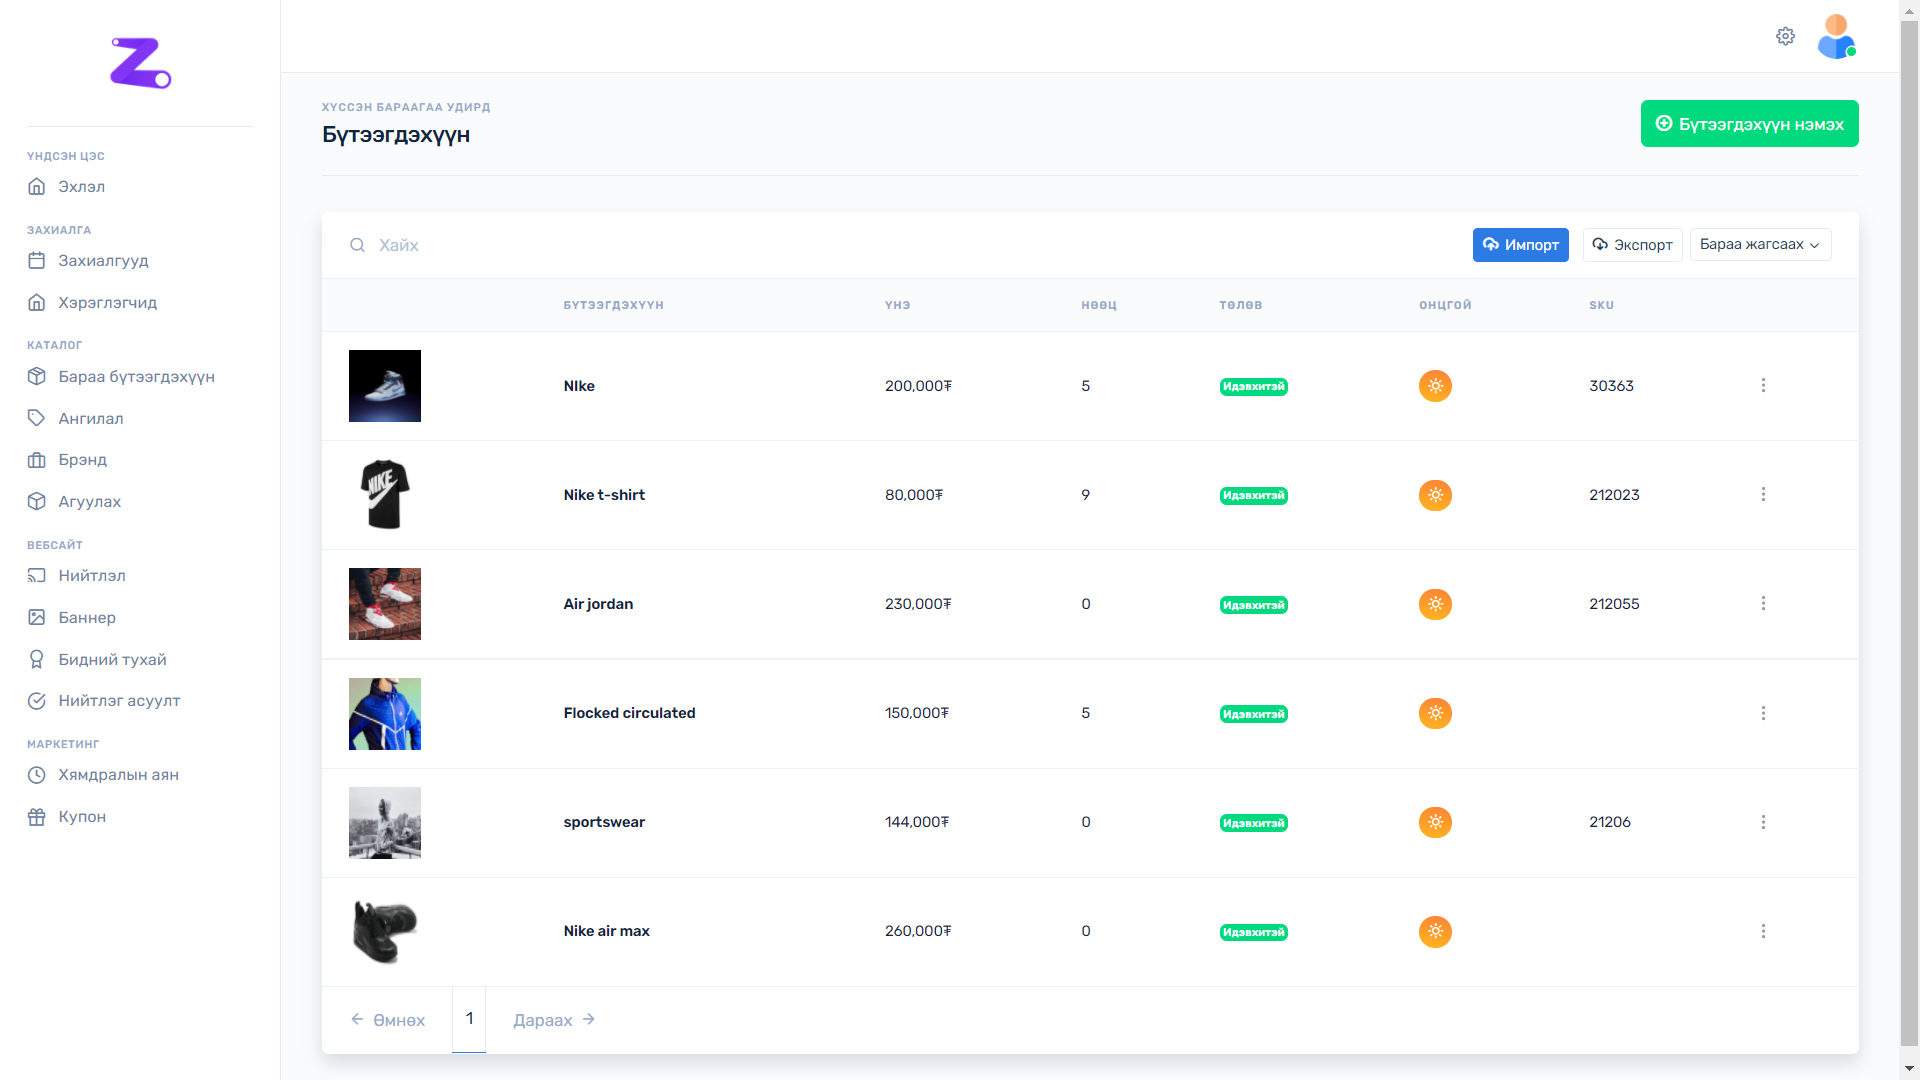 ҮНДСЭН ЦЭС
Эхлэл
ЗАХИАЛГА
Захиалгууд
Хэрэглэгчид
КАТАЛОГ
Бараа бүтээгдэхүүн
Ангилал
Брэнд
Агуулах
ВЕБСАЙТ
Нийтлэл
Баннер
Бидний тухай
Нийтлэг асуулт
МАРКЕТИНГ
Хямдралын аян
Купон
ХҮССЭН БАРААГАА УДИРД
Бүтээгдэхүүн
Бүтээгдэхүүн нэмэх
Хайх
Импорт
Экспорт
Бараа жагсаах
БҮТЭЭГДЭХҮҮН ҮНЭ НӨӨЦ ТӨЛӨВ ОНЦГОЙ SKU
NIke 200,000₮ 5 Идэвхитэй 30363
NIKE
Nike t-shirt 80,000₮ 9 Идэвхитэй 212023
Air jordan 230,000₮ 0 Идэвхитэй 212055
Flocked circulated 150,000₮ 5 Идэвхитэй
sportswear 144,000₮ 0 Идэвхитэй 21206
Nike air max 260,000₮ 0 Идэвхитэй
Өмнөх 1 Дараах